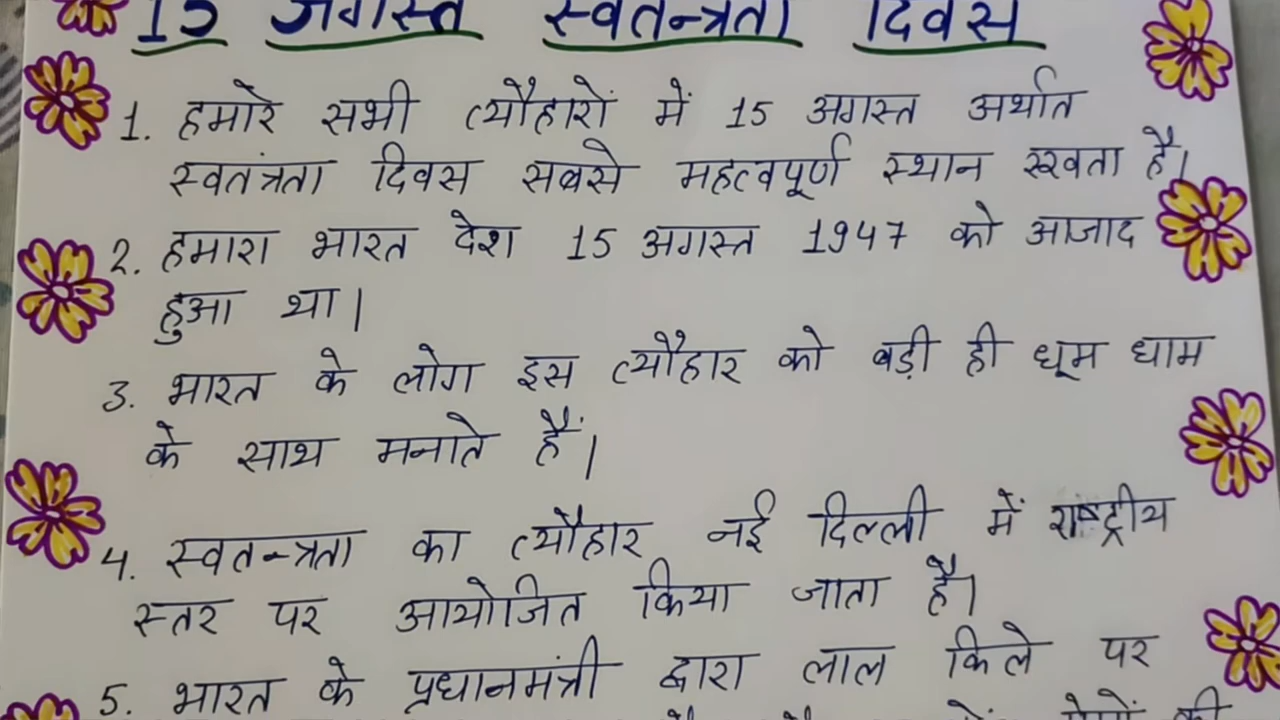 15 अगस्त स्वतन्त्रता दिवस
1. हमारे सभी त्यौहारों में 15 अगस्त अर्थात
स्वतंत्रता दिवस सबसे महत्वपूर्ण स्थान रखता है।
2. हमारा भारत देश 15 अगस्त 1947 को आजाद
हुआ था।
3. भारत के लोग इस त्यौहार को बड़ी ही धूम धाम
के साथ मनाते हैं।
4. स्वतन्त्रता का त्यौहार नई दिल्ली में राष्ट्रीय
स्तर पर आयोजित किया जाता है।
5. भारत के प्रधानमंत्री द्वारा लाल किले पर